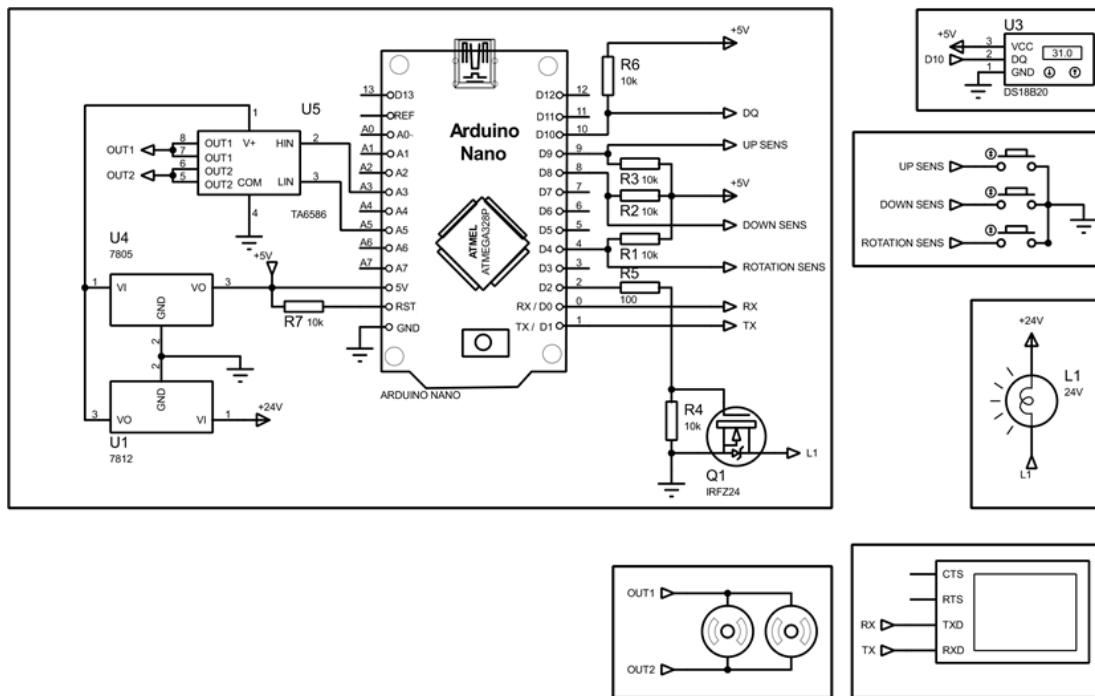 +5V
R6
10k
DQ
UP SENS
R3 10k
+5V
R2 10k
DOWN SENS
R1 10k
ROTATION SENS
R5
100
RX
TX
R4
10k
L1
Q1
IRFZ24
Arduino
Nano
ATMEL
ATMEGA328P
ARDUINO NANO
13 D13
REF
A0 A0
A1 A1
A2 A2
A3 A3
A4 A4
A5 A5
A6 A6
A7 A7
5V
RST
GND
D12 12
D11 11
D10 10
D9 9
D8 8
D7 7
D6 6
D5 5
D4 4
D3 3
D2 2
RX / D0 0
TX / D1 1
U5
1
8 OUT1 V+ HIN 2
7 OUT1
6 OUT2
5 OUT2 COM LIN 3
4
TA6586
OUT1
OUT2
U4
7805
1 VI VO 3
GND
2
+5V
R7 10k
2
GND
3 VO VI 1
+24V
U1
7812
U3
+5V
D10
3 VCC
2 DQ
1 GND
31.0
DS18B20
UP SENS
DOWN SENS
ROTATION SENS
+24V
L1
24V
L1
OUT1
OUT2
CTS
RTS
RX TXD
TX RXD